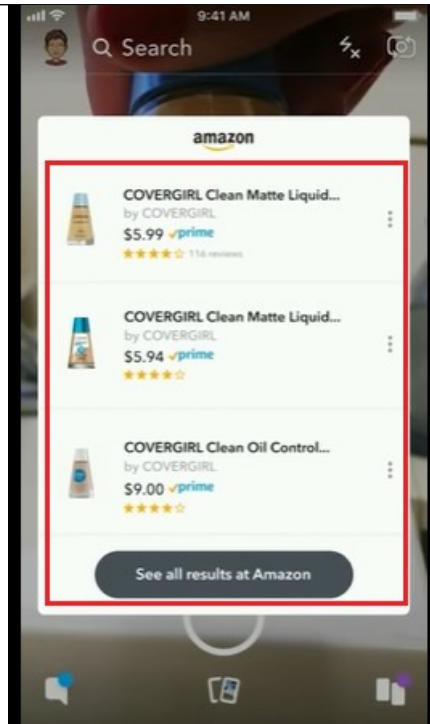 9:41 AM
Search
amazon
COVERGIRL Clean Matte Liquid...
by COVERGIRL
$5.99 prime
116 reviews
COVERGIRL Clean Matte Liquid...
by COVERGIRL
$5.94 prime
COVERGIRL Clean Oil Control...
by COVERGIRL
$9.00 prime
See all results at Amazon